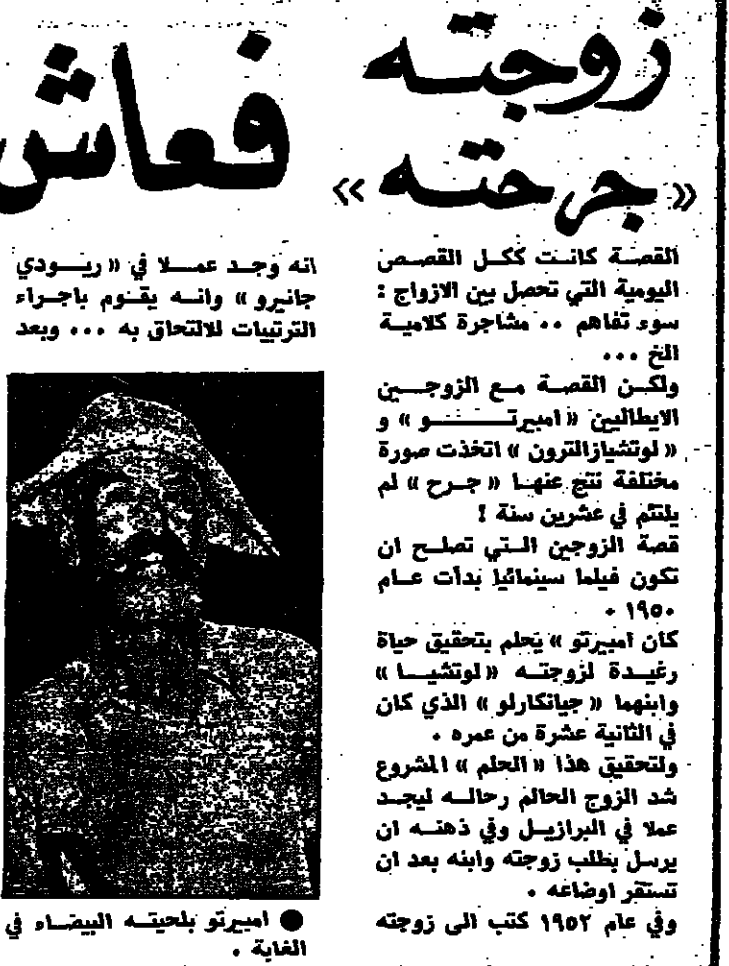 زوجته
« جرحته »
فعاش
القصة كانت ككل القصص
اليومية التي تحصل بين الازواج :
سوء تفاهم .. مشاجرة كلامية
الخ ...
ولكن القصة مع الزوجين
الايطاليين « امبيرتو » و
« لوتشيازالترون » اتخذت صورة
مختلفة نتج عنها « جرح » لم
يلتئم في عشرين سنة !
قصة الزوجين التي تصلح ان
تكون فيلما سينمائيا بدأت عام
١٩٥٠ .
كان امبيرتو » يحلم بتحقيق حياة
رغيدة لزوجته « لوتشيا »
وابنهما « جيانكارلو » الذي كان
في الثانية عشرة من عمره .
ولتحقيق هذا « الحلم » المشروع
شد الزوج الحالم رحاله ليجد
عملا في البرازيل وفي ذهنه ان
يرسل بطلب زوجته وابنه بعد ان
تستقر اوضاعه .
وفي عام ١٩٥٢ كتب الى زوجته
انه وجد عملا في « ريودي
جانيرو » وانه يقوم باجراء
الترتيبات للالتحاق به ... وبعد
● امبيرتو بلحيته البيضاء في
الغابة .